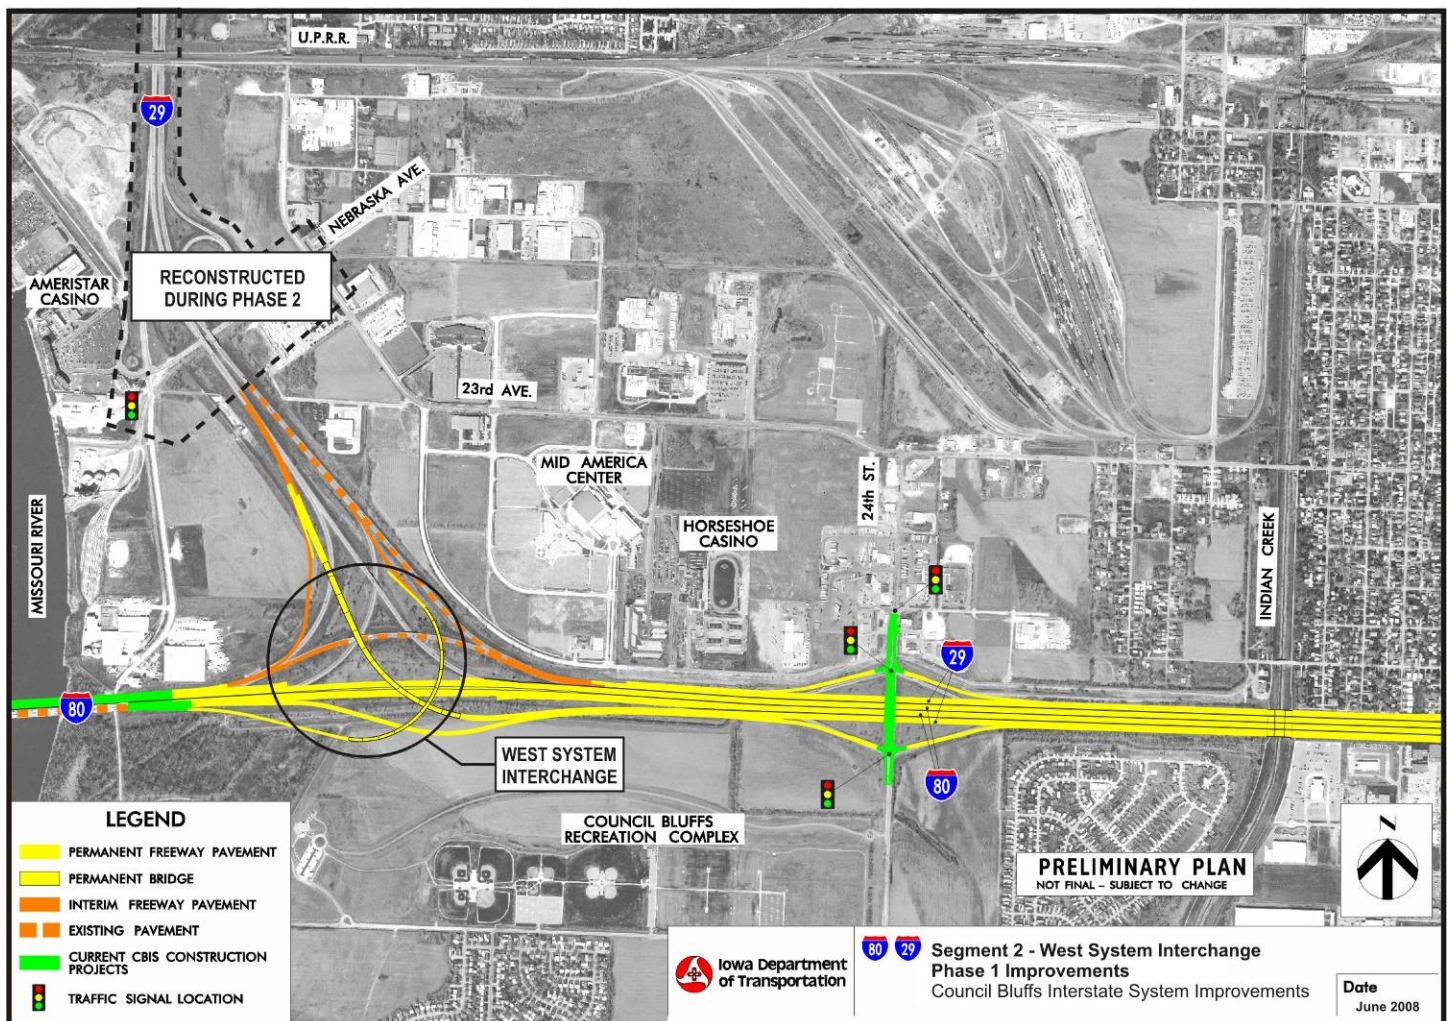 U.P.R.R.
29
NEBRASKA AVE.
RECONSTRUCTED
DURING PHASE 2
AMERISTAR
CASINO
23rd AVE.
MID AMERICA
CENTER
24th ST.
HORSESHOE
CASINO
MISSOURI RIVER
INDIAN CREEK
29
80
80
WEST SYSTEM
INTERCHANGE
COUNCIL BLUFFS
RECREATION COMPLEX
LEGEND
PERMANENT FREEWAY PAVEMENT
PERMANENT BRIDGE
INTERIM FREEWAY PAVEMENT
EXISTING PAVEMENT
CURRENT CBIS CONSTRUCTION
PROJECTS
TRAFFIC SIGNAL LOCATION
PRELIMINARY PLAN
NOT FINAL – SUBJECT TO CHANGE
N
Iowa Department
of Transportation
80 29 Segment 2 - West System Interchange
Phase 1 Improvements
Council Bluffs Interstate System Improvements
Date
June 2008